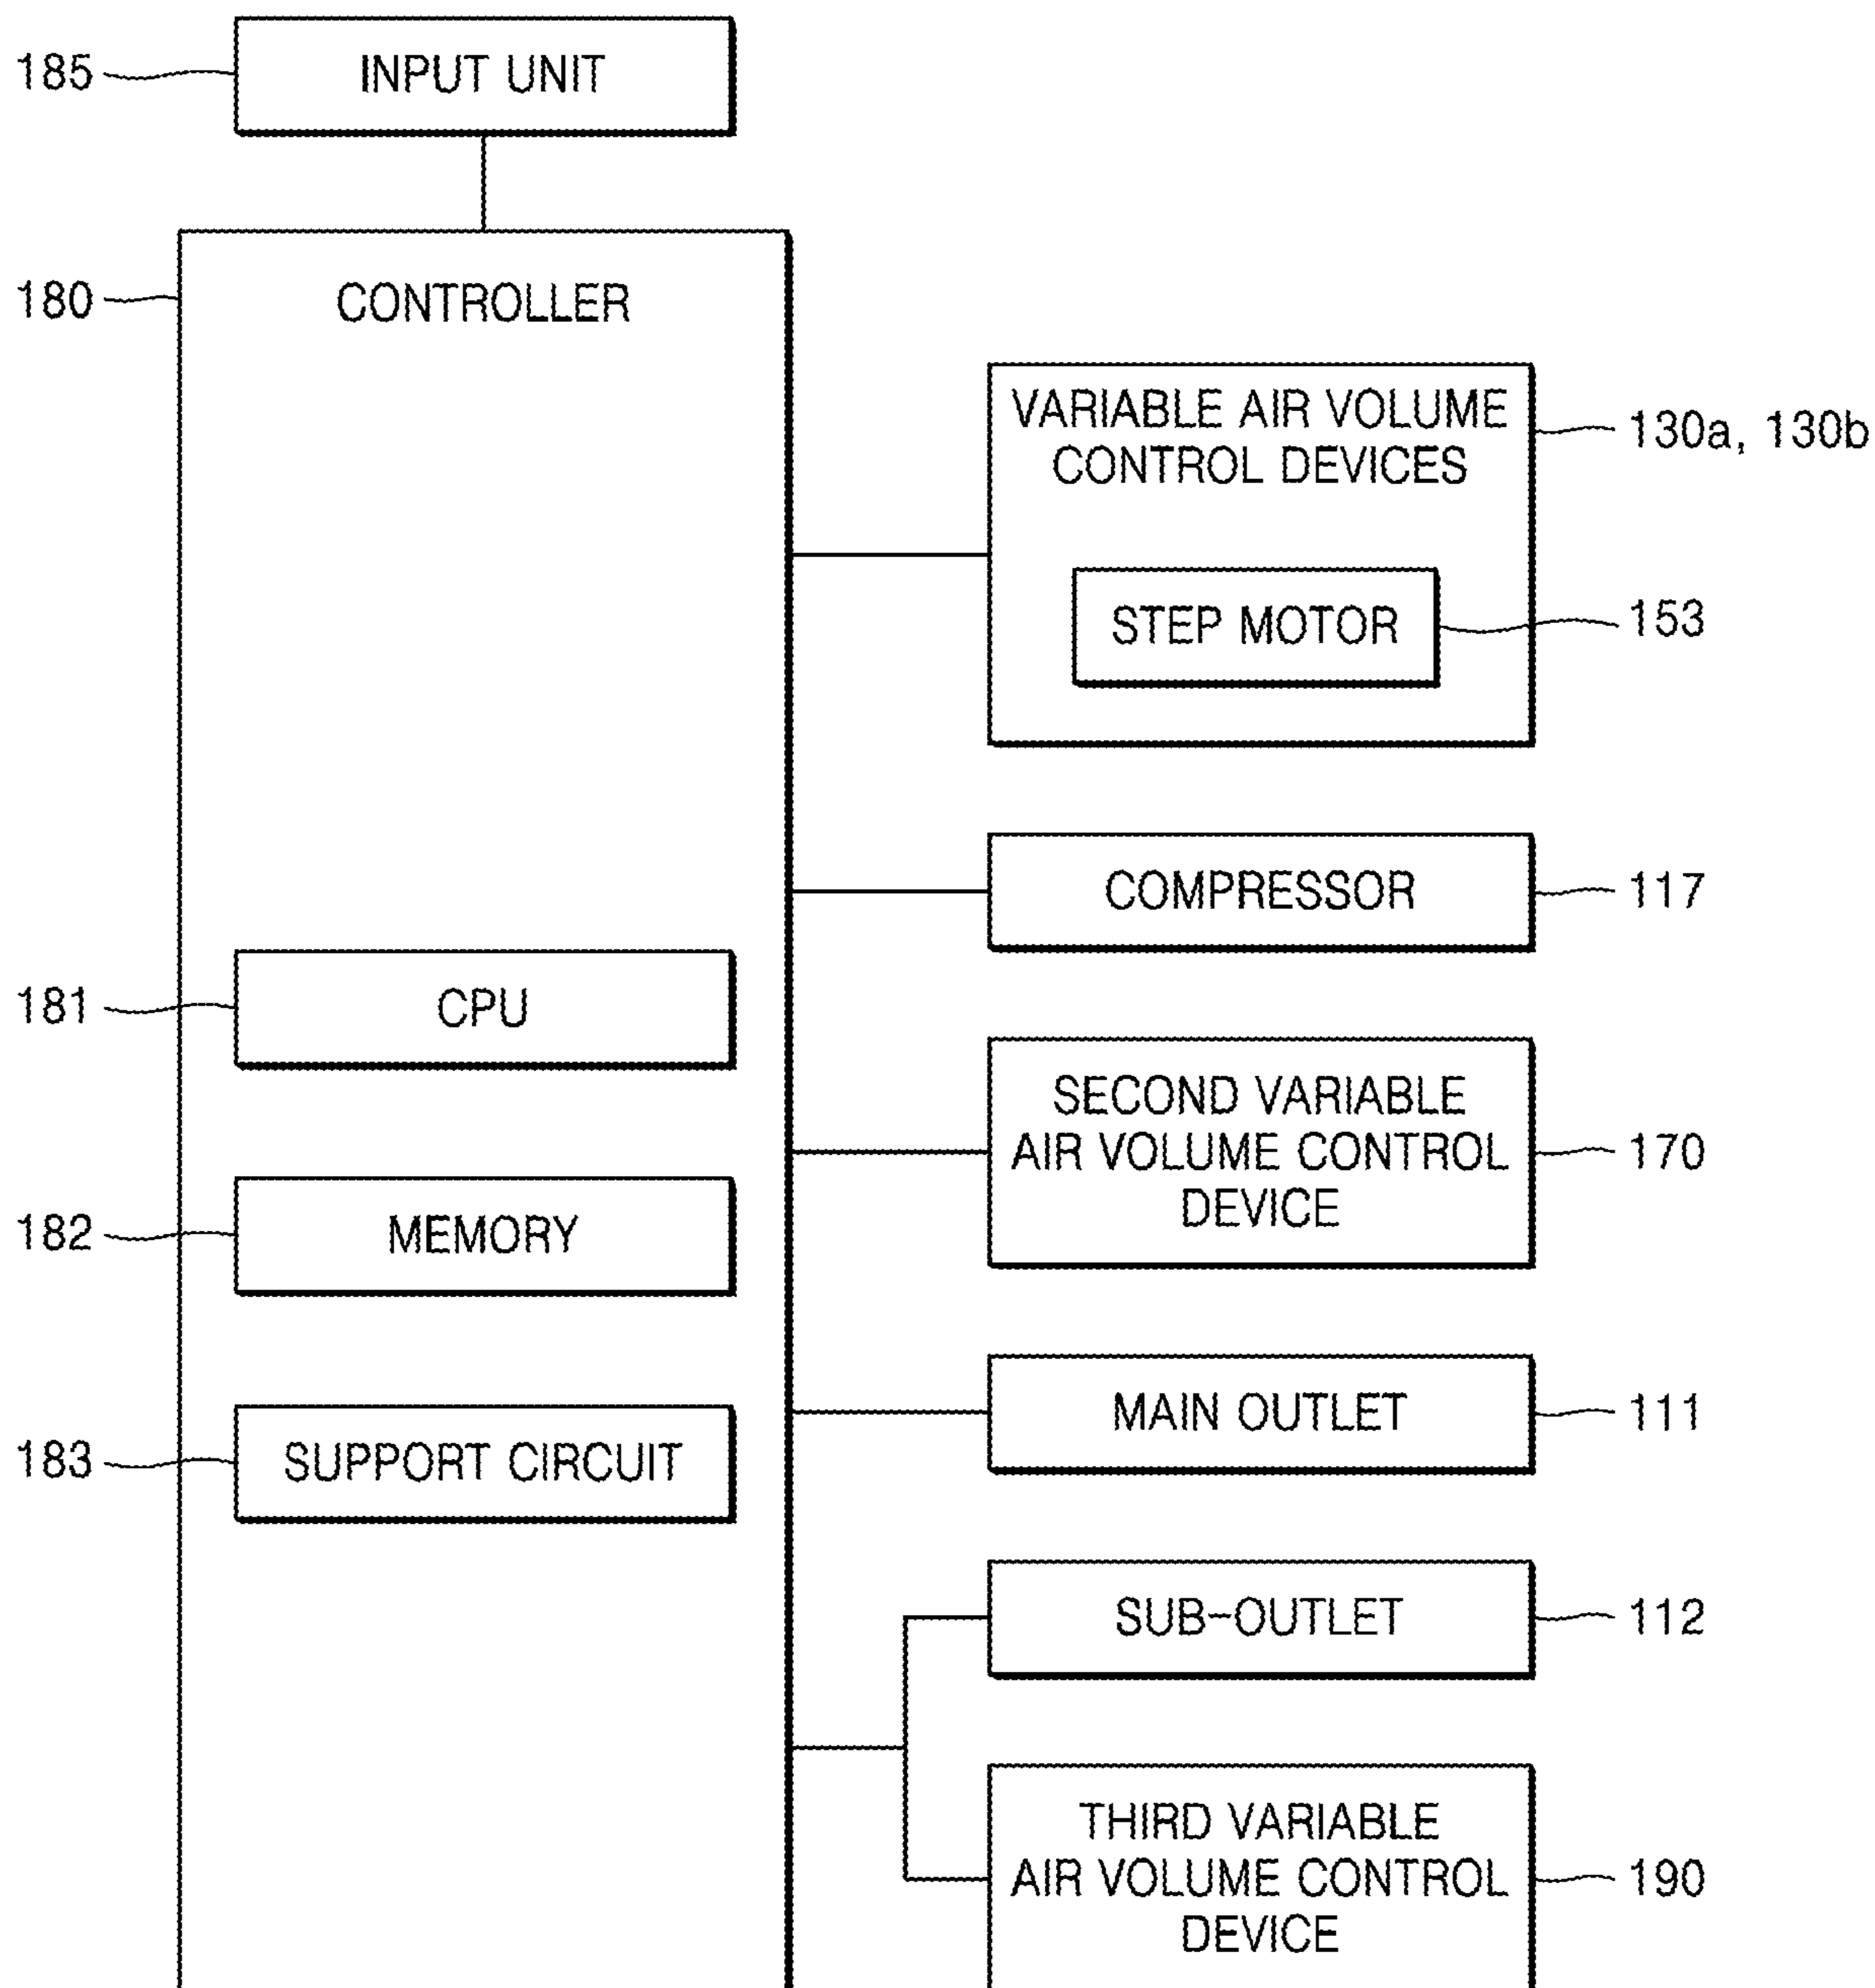 185
INPUT UNIT
180
CONTROLLER
VARIABLE AIR VOLUME
CONTROL DEVICES
130a, 130b
STEP MOTOR
153
COMPRESSOR
117
181
CPU
SECOND VARIABLE
AIR VOLUME CONTROL
DEVICE
170
182
MEMORY
MAIN OUTLET
111
183
SUPPORT CIRCUIT
SUB-OUTLET
112
THIRD VARIABLE
AIR VOLUME CONTROL
DEVICE
190